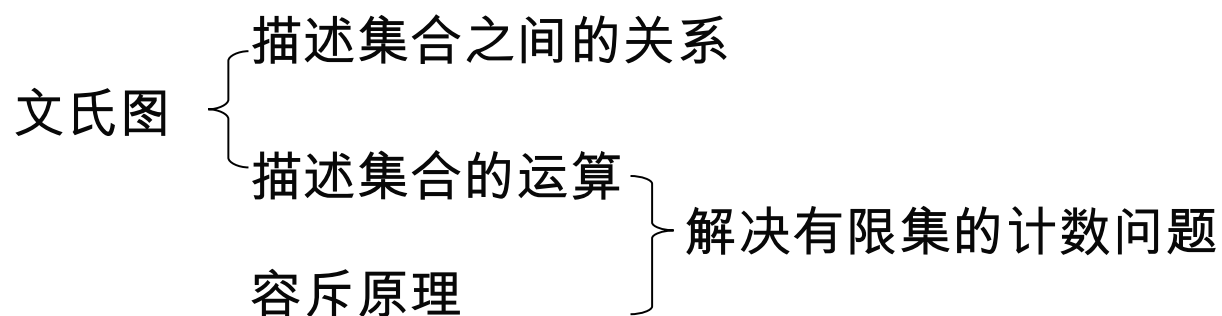 描述集合之间的关系
文氏图
描述集合的运算
解决有限集的计数问题
容斥原理